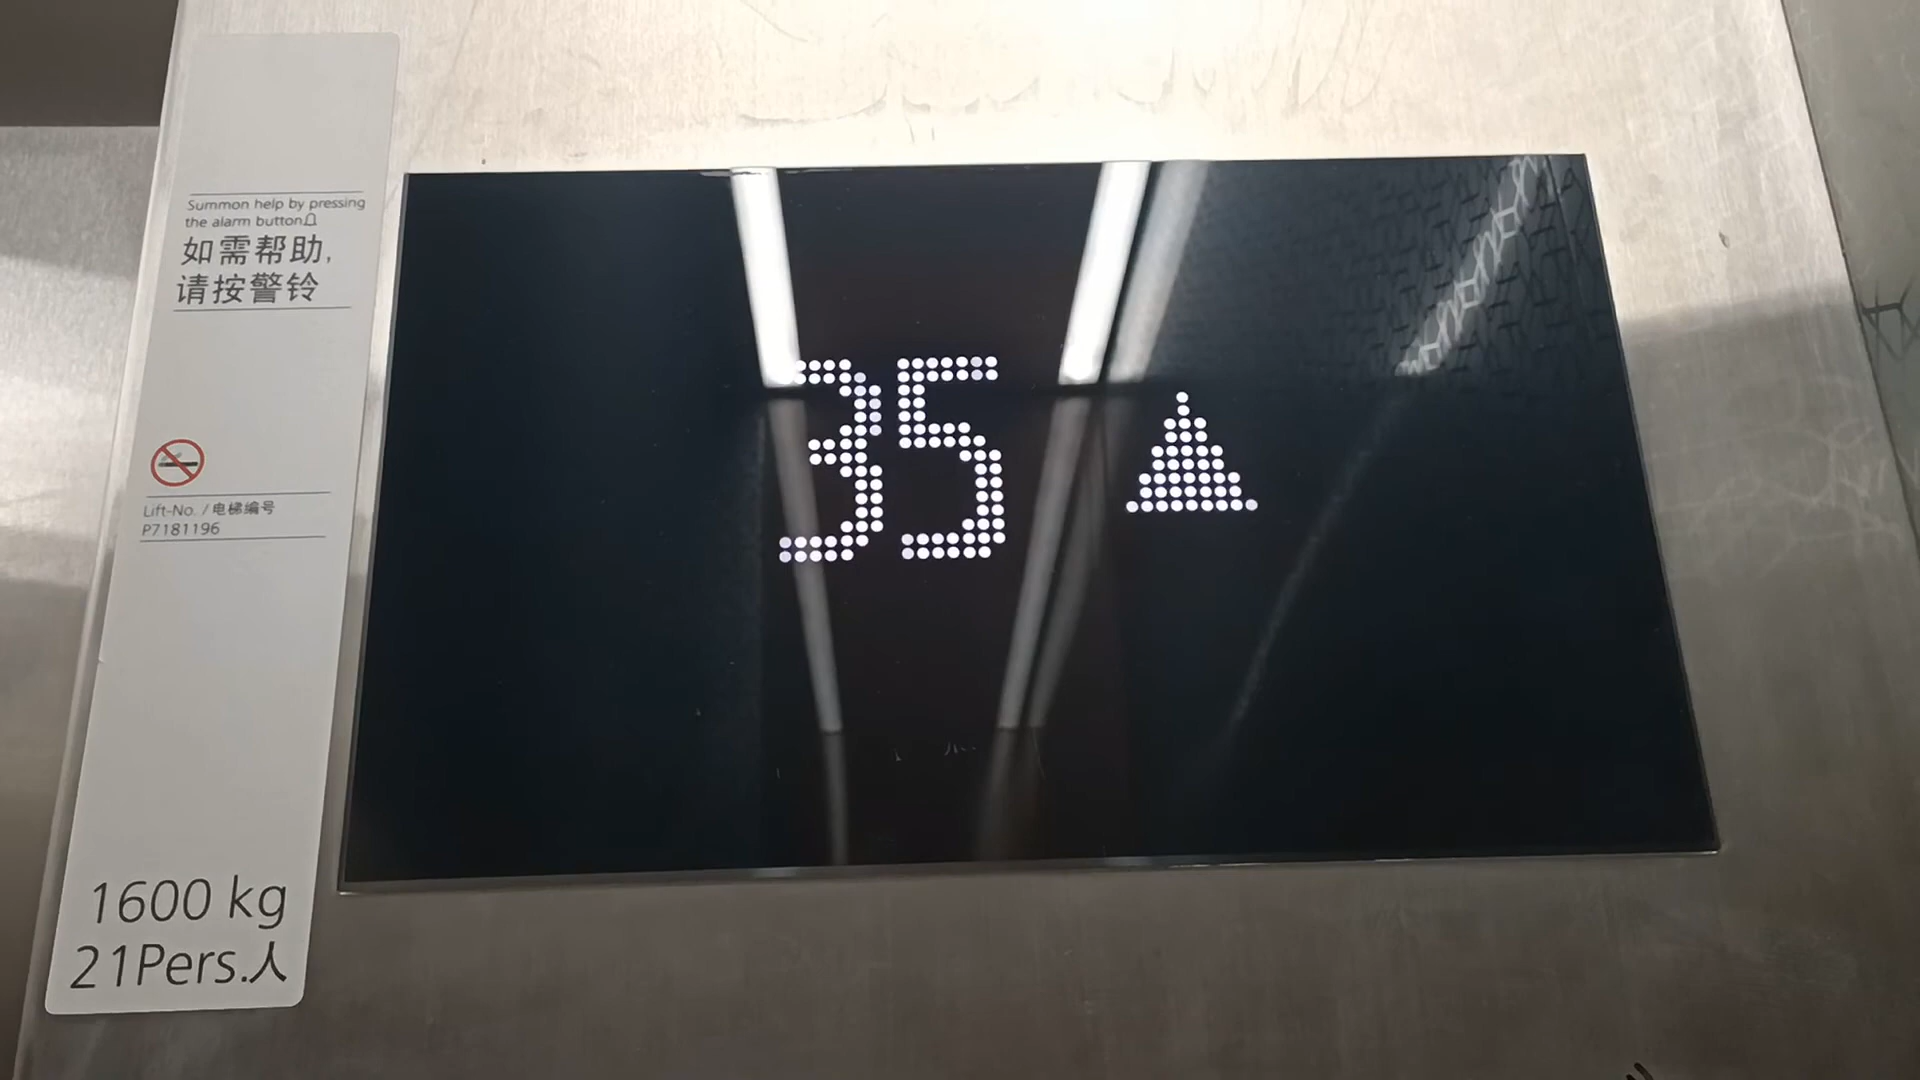 Summon help by pressing
the alarm button
如需帮助,
请按警铃
Lift-No. / 电梯编号
P7181196
1600 kg
21Pers.人
35